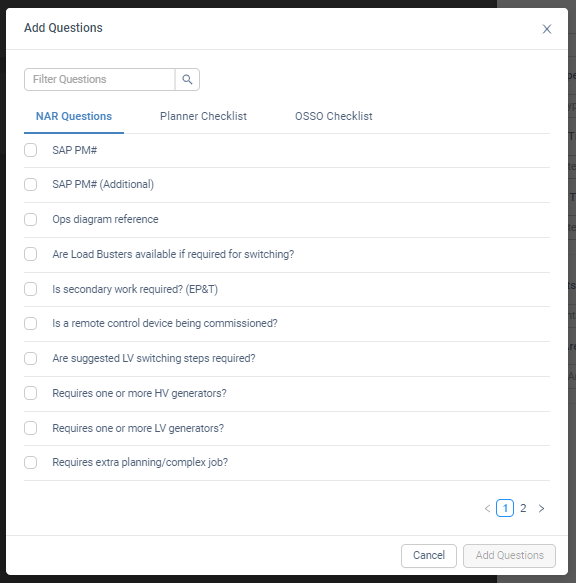 Add Questions
Filter Questions
NAR Questions Planner Checklist OSSO Checklist
SAP PM#
SAP PM# (Additional)
Ops diagram reference
Are Load Busters available if required for switching?
Is secondary work required? (EP&T)
Is a remote control device being commissioned?
Are suggested LV switching steps required?
Requires one or more HV generators?
Requires one or more LV generators?
Requires extra planning/complex job?
1 2
Cancel Add Questions